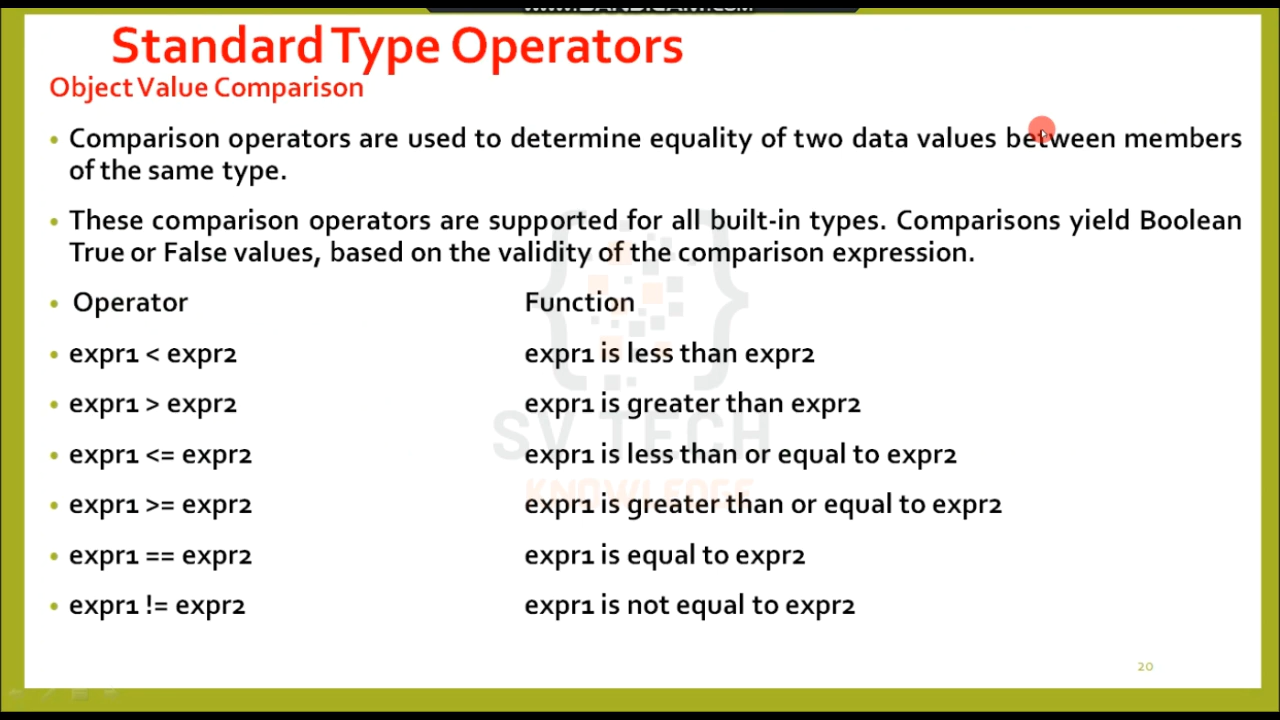 www.BANDICAM.com
Standard Type Operators
Object Value Comparison
• Comparison operators are used to determine equality of two data values between members
of the same type.
• These comparison operators are supported for all built-in types. Comparisons yield Boolean
True or False values, based on the validity of the comparison expression.
• Operator Function
• expr1 < expr2 expr1 is less than expr2
• expr1 > expr2 expr1 is greater than expr2
SV TECH
• expr1 <= expr2 expr1 is less than or equal to expr2
KNOWLEDGE
• expr1 >= expr2 expr1 is greater than or equal to expr2
• expr1 == expr2 expr1 is equal to expr2
• expr1 != expr2 expr1 is not equal to expr2
20